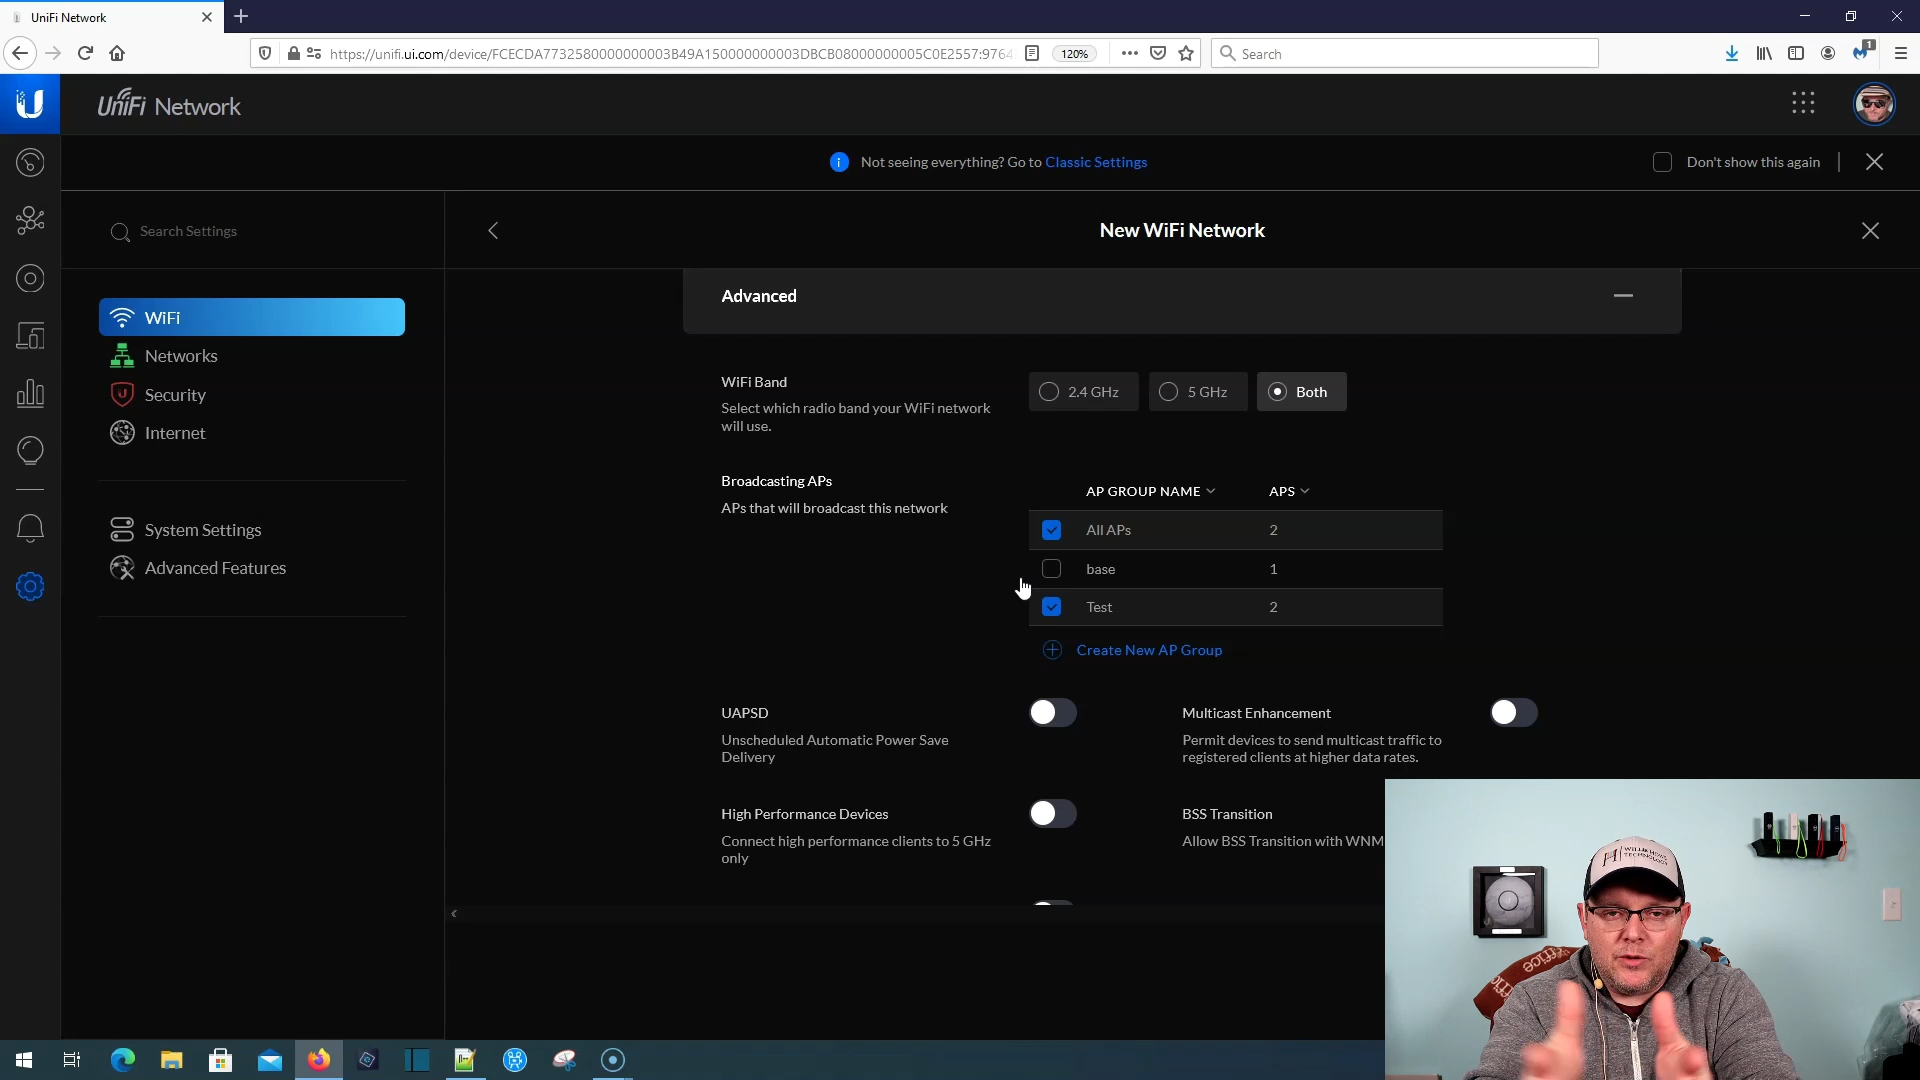 UniFi Network
https://unifi.ui.com/device/FCECDA7732580000000003B49A150000000003DBCB08000000005C0E2557:9764
120%
Search
1
UniFi Network
Not seeing everything? Go to Classic Settings
Don't show this again
Search Settings
New WiFi Network
WiFi
Networks
Security
Internet
System Settings
Advanced Features
Advanced
WiFi Band
Select which radio band your WiFi network
will use.
2.4 GHz
5 GHz
Both
Broadcasting APs
APs that will broadcast this network
AP GROUP NAME
APS
All APs
2
base
1
Test
2
Create New AP Group
UAPSD
Unscheduled Automatic Power Save
Delivery
Multicast Enhancement
Permit devices to send multicast traffic to
registered clients at higher data rates.
High Performance Devices
Connect high performance clients to 5 GHz
only
BSS Transition
Allow BSS Transition with WNM
WILLIE HOWE
TECHNOLOGY
Office